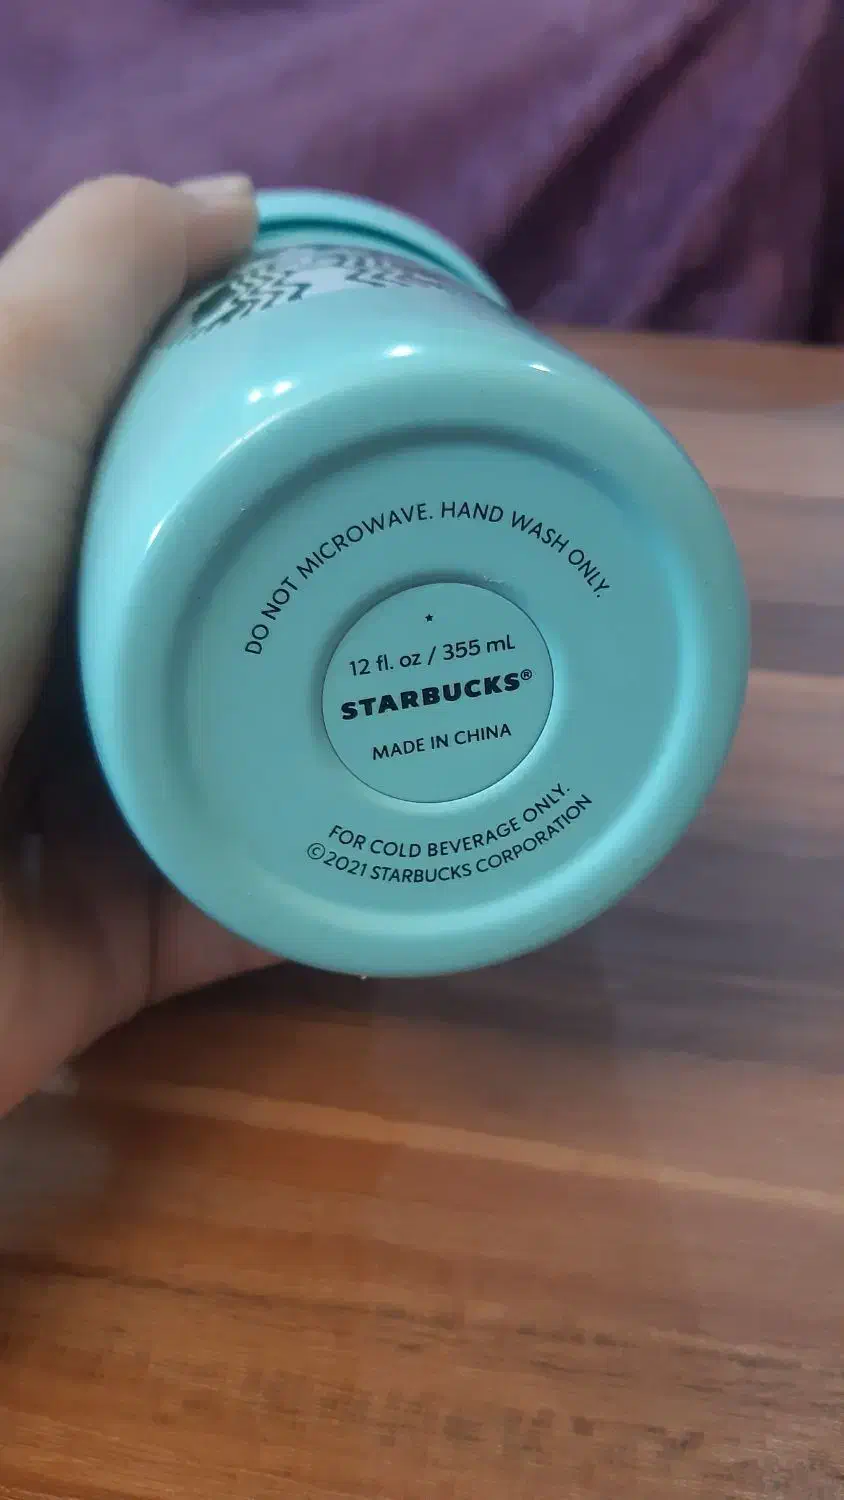 DO NOT MICROWAVE. HAND WASH ONLY.
12 fl. oz / 355 mL
STARBUCKS®
MADE IN CHINA
FOR COLD BEVERAGE ONLY.
©2021 STARBUCKS CORPORATION